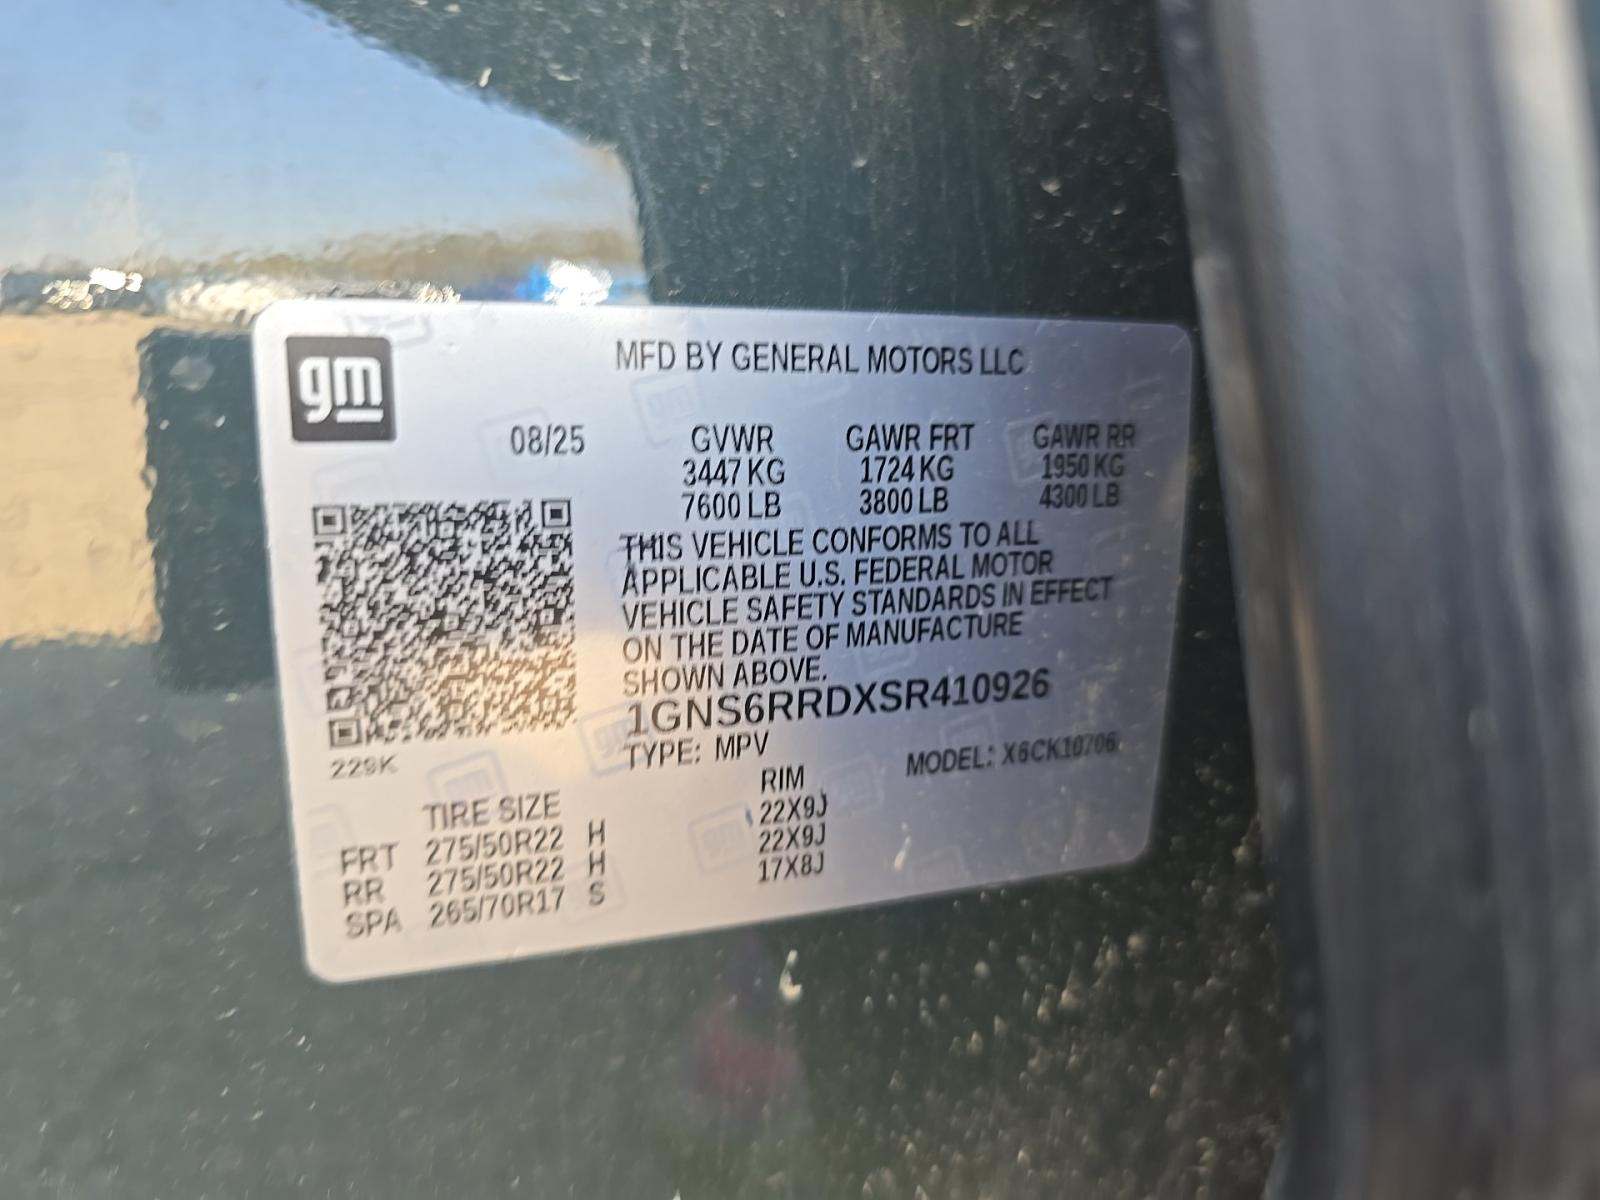 gm
MFD BY GENERAL MOTORS LLC
08/25 GVWR GAWR FRT GAWR RR
3447 KG 1724 KG 1950 KG
7600 LB 3800 LB 4300 LB
THIS VEHICLE CONFORMS TO ALL
APPLICABLE U.S. FEDERAL MOTOR
VEHICLE SAFETY STANDARDS IN EFFECT
ON THE DATE OF MANUFACTURE
SHOWN ABOVE.
1GNS6RRDXSR410926
229K
TYPE: MPV MODEL: X6CK10706
TIRE SIZE RIM
FRT 275/50R22 H 22X9J
RR 275/50R22 H 22X9J
SPA 265/70R17 S 17X8J